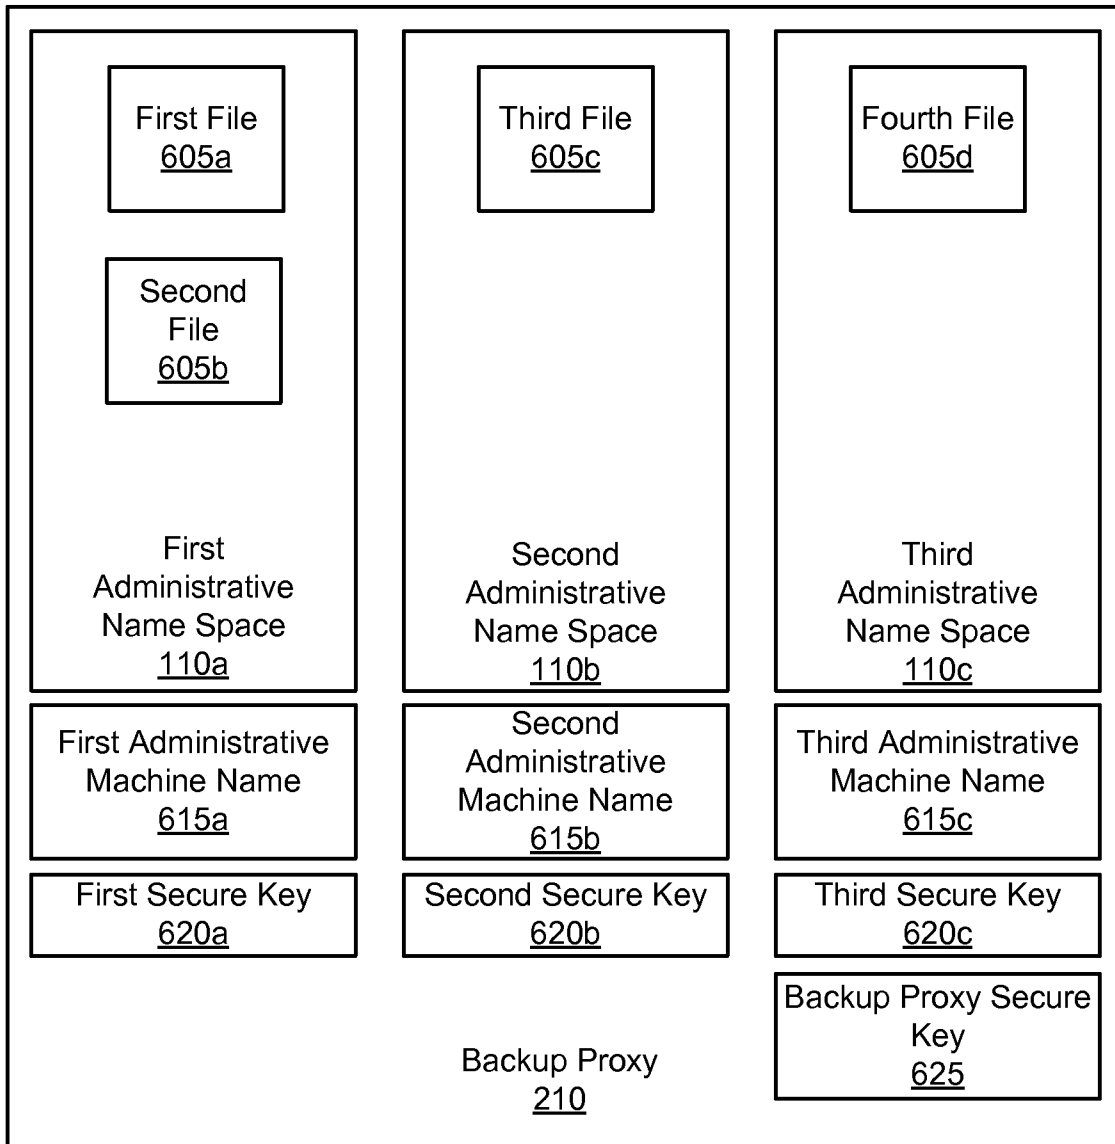 First File
605a
Second
File
605b
First
Administrative
Name Space
110a
First Administrative
Machine Name
615a
First Secure Key
620a
Third File
605c
Second
Administrative
Name Space
110b
Second
Administrative
Machine Name
615b
Second Secure Key
620b
Fourth File
605d
Third
Administrative
Name Space
110c
Third Administrative
Machine Name
615c
Third Secure Key
620c
Backup Proxy Secure
Key
625
Backup Proxy
210